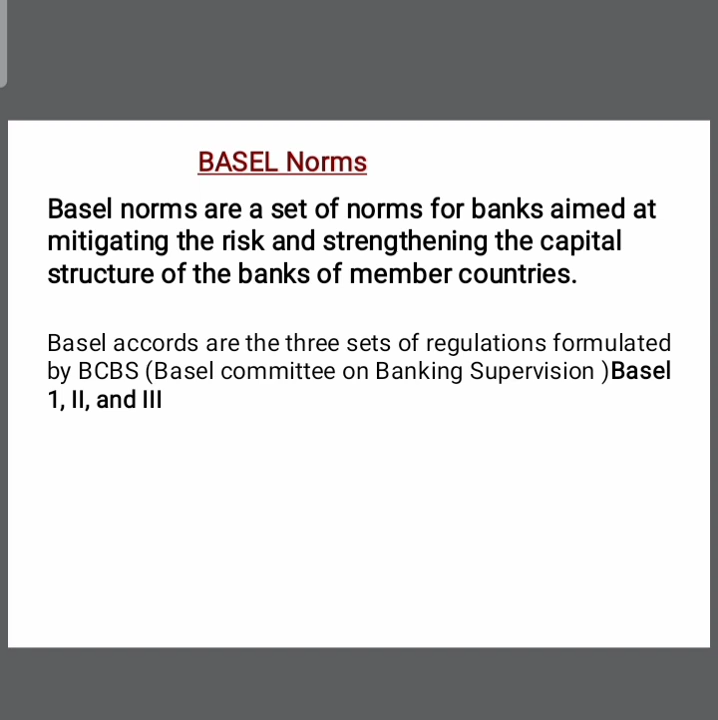 BASEL Norms
Basel norms are a set of norms for banks aimed at
mitigating the risk and strengthening the capital
structure of the banks of member countries.
Basel accords are the three sets of regulations formulated
by BCBS (Basel committee on Banking Supervision )Basel
1, II, and III